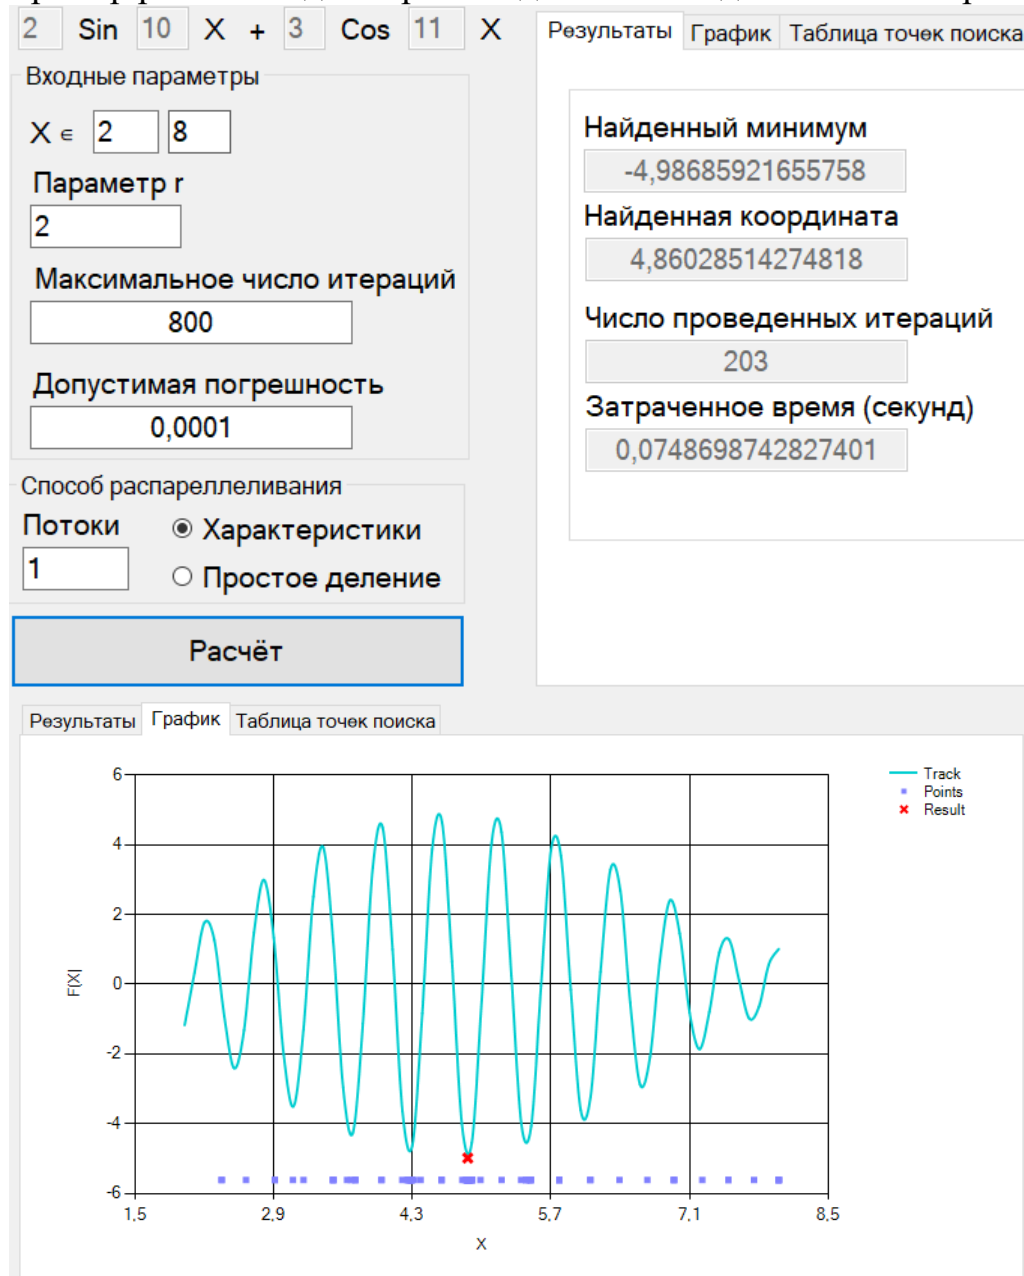 2 Sin 10 X + 3 Cos 11 X
Входные параметры
X ∈ 2 8
Параметр r
2
Максимальное число итераций
800
Допустимая погрешность
0,0001
Способ распареллеливания
Потоки
1
Характеристики
Простое деление
Расчёт
Результаты График Таблица точек поиска
Найденный минимум
-4,98685921655758
Найденная координата
4,86028514274818
Число проведенных итераций
203
Затраченное время (секунд)
0,0748698742827401
Результаты График Таблица точек поиска
6
4
2
0
-2
-4
-6
F(X)
1,5 2,9 4,3 5,7 7,1 8,5
X
Track
Points
Result